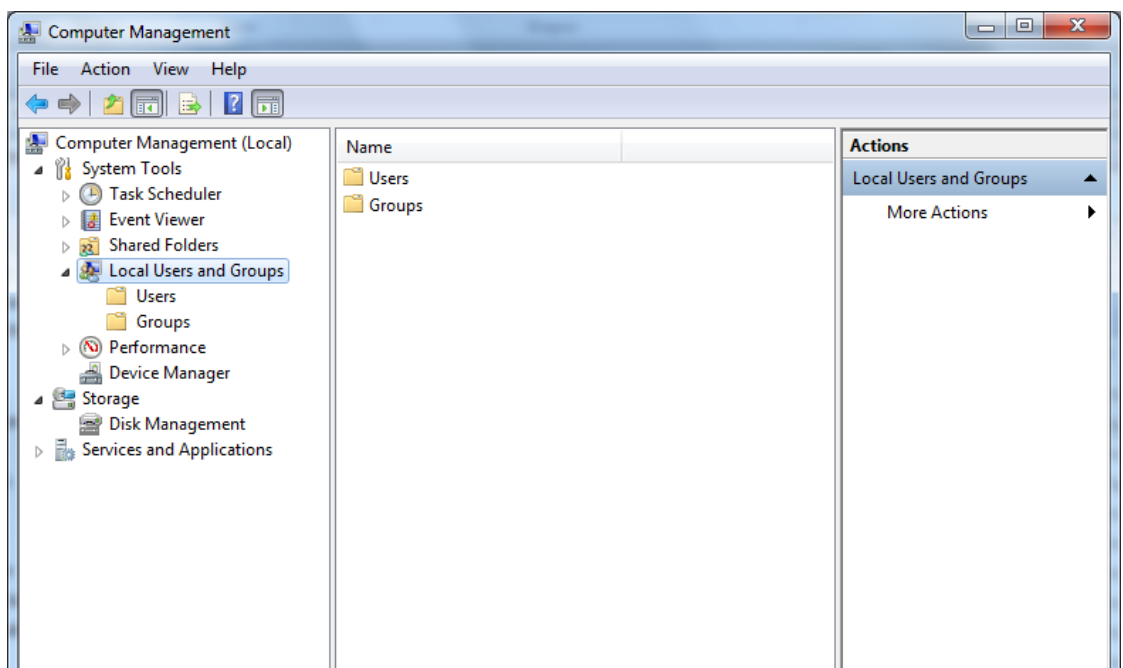 Computer Management
File Action View Help
Computer Management (Local)
System Tools
Task Scheduler
Event Viewer
Shared Folders
Local Users and Groups
Users
Groups
Performance
Device Manager
Storage
Disk Management
Services and Applications
Name
Users
Groups
Actions
Local Users and Groups
More Actions